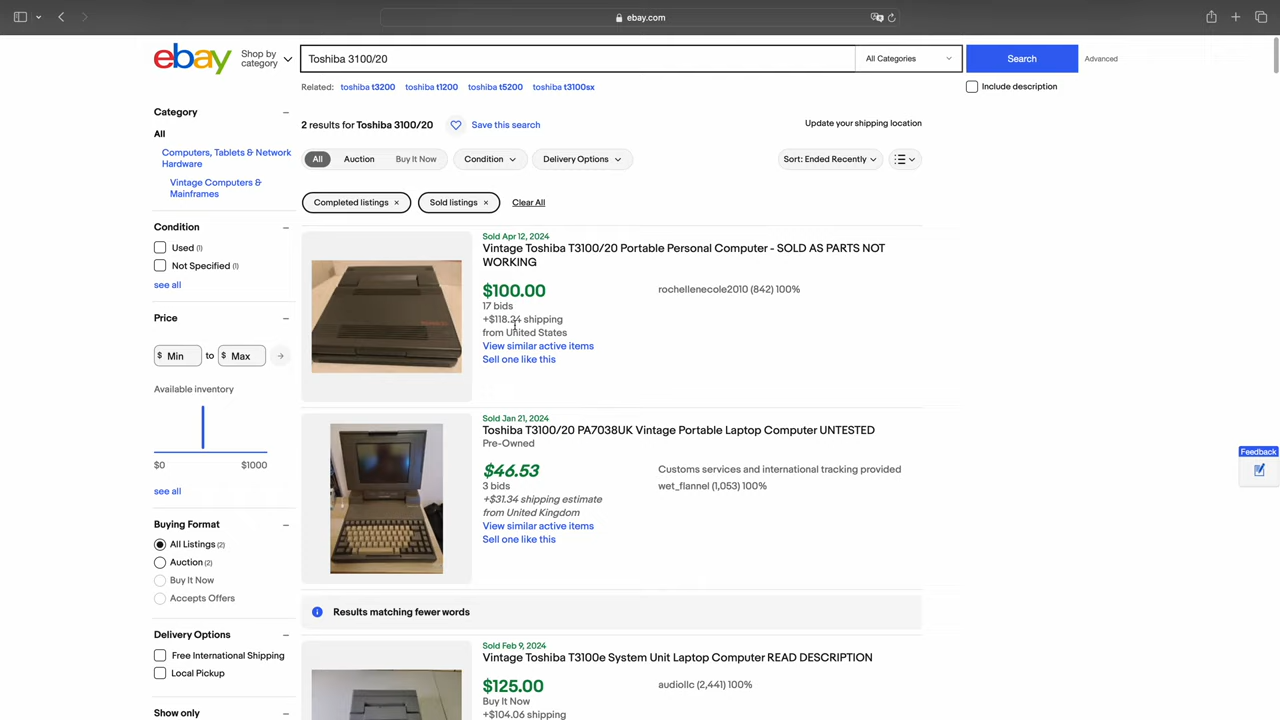 ebay.com
ebay
Shop by
category
Toshiba 3100/20
All Categories
Search
Advanced
Related: toshiba t3200 toshiba t1200 toshiba t5200 toshiba t3100sx
Include description
Category
2 results for Toshiba 3100/20
Save this search
Update your shipping location
All
Computers, Tablets & Network
Hardware
Vintage Computers &
Mainframes
All
Auction
Buy It Now
Condition
Delivery Options
Sort: Ended Recently
Completed listings ×
Sold listings ×
Clear All
Condition
Used (1)
Not Specified (1)
see all
Price
$ Min to $ Max
Available inventory
$0 $1000
see all
Buying Format
All Listings (2)
Auction (2)
Buy It Now
Accepts Offers
Delivery Options
Free International Shipping
Local Pickup
Show only
Sold Apr 12, 2024
Vintage Toshiba T3100/20 Portable Personal Computer - SOLD AS PARTS NOT
WORKING
$100.00
17 bids
+$118.24 shipping
from United States
View similar active items
Sell one like this
rochellenecole2010 (842) 100%
Sold Jan 21, 2024
Toshiba T3100/20 PA7038UK Vintage Portable Laptop Computer UNTESTED
Pre-Owned
$46.53
3 bids
+$31.34 shipping estimate
from United Kingdom
View similar active items
Sell one like this
Customs services and international tracking provided
wet_flannel (1,053) 100%
Results matching fewer words
Sold Feb 9, 2024
Vintage Toshiba T3100e System Unit Laptop Computer READ DESCRIPTION
$125.00
Buy It Now
+$104.06 shipping
audiollc (2,441) 100%
Feedback